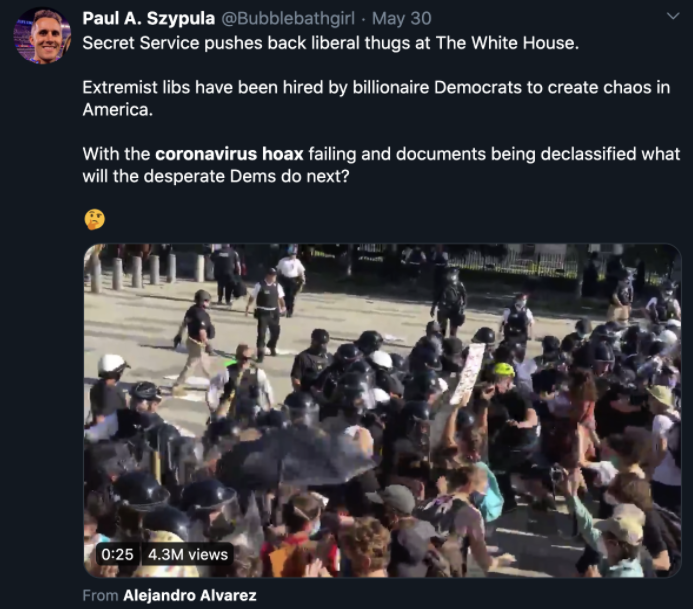 Paul A. Szypula @Bubblebathgirl · May 30
Secret Service pushes back liberal thugs at The White House.
Extremist libs have been hired by billionaire Democrats to create chaos in
America.
With the coronavirus hoax failing and documents being declassified what
will the desperate Dems do next?
🤔
0:25 4.3M views
From Alejandro Alvarez